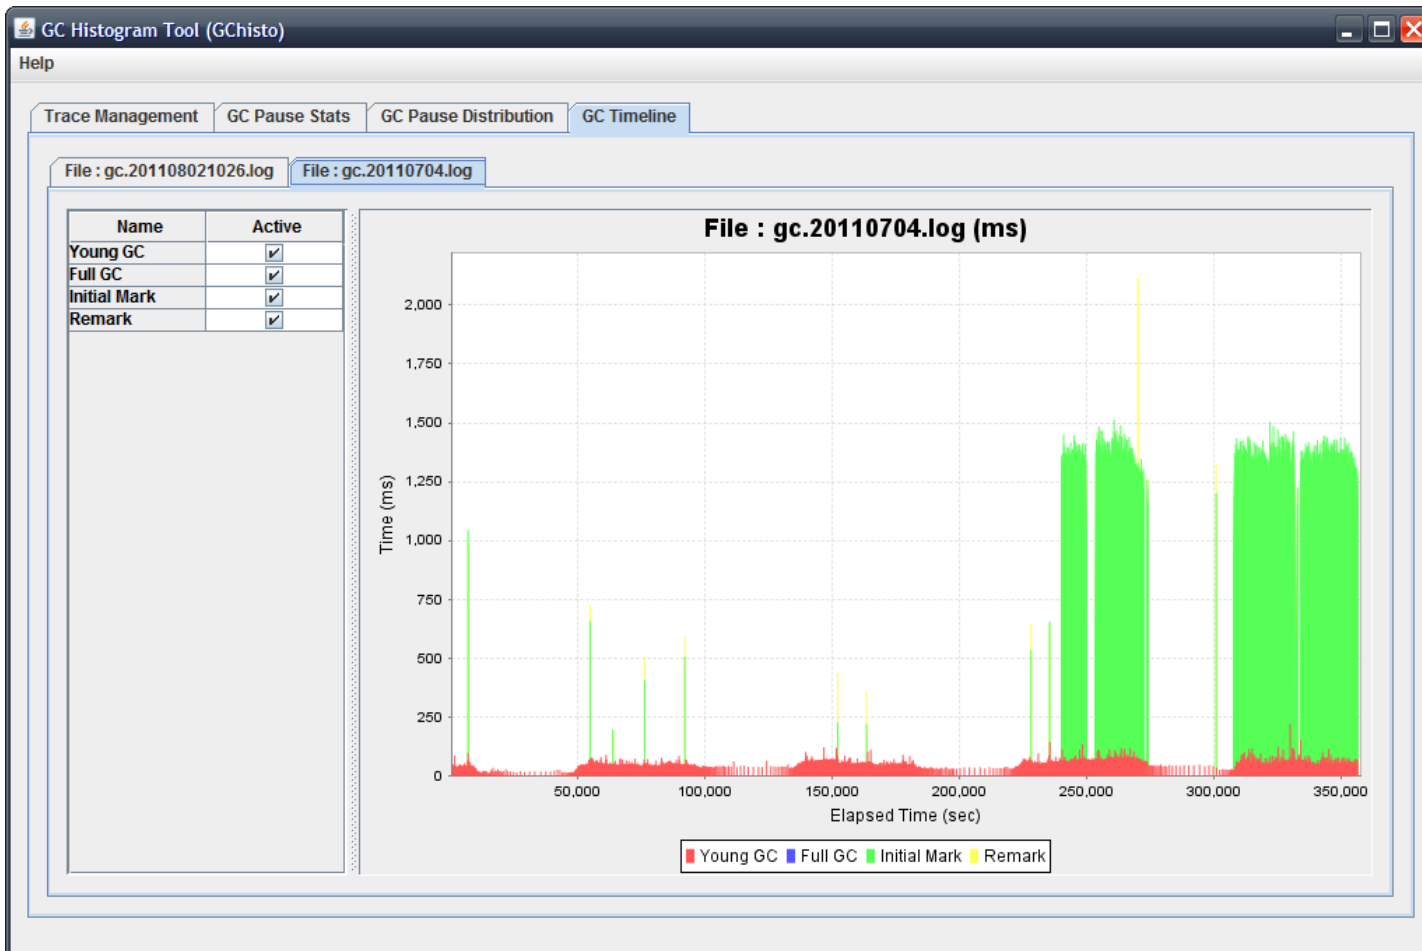 GC Histogram Tool (GChisto)
Help
Trace Management GC Pause Stats GC Pause Distribution GC Timeline
File : gc.201108021026.log File : gc.20110704.log
Name Active
Young GC
Full GC
Initial Mark
Remark
File : gc.20110704.log (ms)
Time (ms)
2,000
1,750
1,500
1,250
1,000
750
500
250
0
50,000 100,000 150,000 200,000 250,000 300,000 350,000
Elapsed Time (sec)
Young GC Full GC Initial Mark Remark